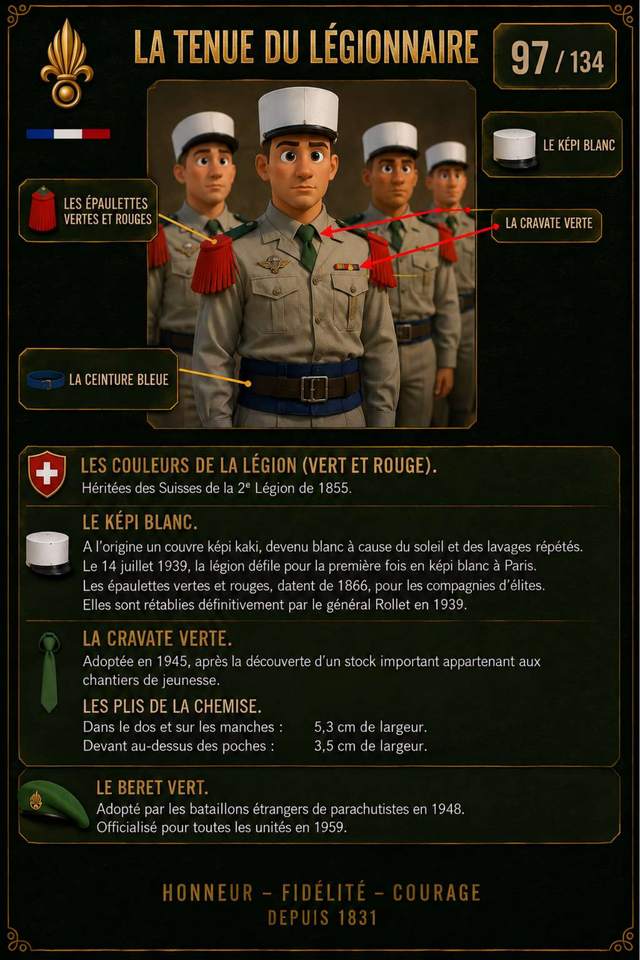 LA TENUE DU LÉGIONNAIRE
97 / 134
LE KÉPI BLANC
LES ÉPAULETTES
VERTES ET ROUGES
LA CRAVATE VERTE
LA CEINTURE BLEUE
LES COULEURS DE LA LÉGION (VERT ET ROUGE).
Héritées des Suisses de la 2e Légion de 1855.
LE KÉPI BLANC.
A l'origine un couvre képi kaki, devenu blanc à cause du soleil et des lavages répétés.
Le 14 juillet 1939, la légion défile pour la première fois en képi blanc à Paris.
Les épaulettes vertes et rouges, datent de 1866, pour les compagnies d'élites.
Elles sont rétablies définitivement par le général Rollet en 1939.
LA CRAVATE VERTE.
Adoptée en 1945, après la découverte d'un stock important appartenant aux
chantiers de jeunesse.
LES PLIS DE LA CHEMISE.
Dans le dos et sur les manches : 5,3 cm de largeur.
Devant au-dessus des poches : 3,5 cm de largeur.
LE BERET VERT.
Adopté par les bataillons étrangers de parachutistes en 1948.
Officialisé pour toutes les unités en 1959.
HONNEUR – FIDÉLITÉ – COURAGE
DEPUIS 1831